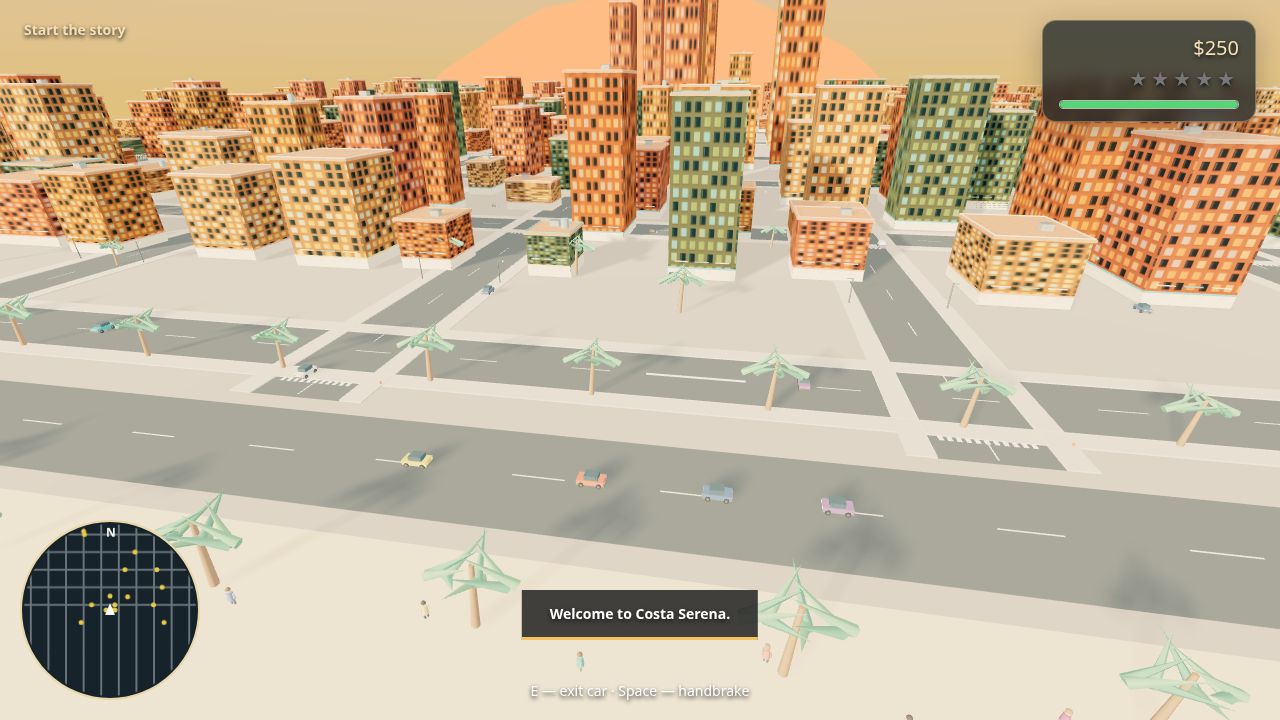 Start the story
$250
N
Welcome to Costa Serena.
E — exit car · Space — handbrake